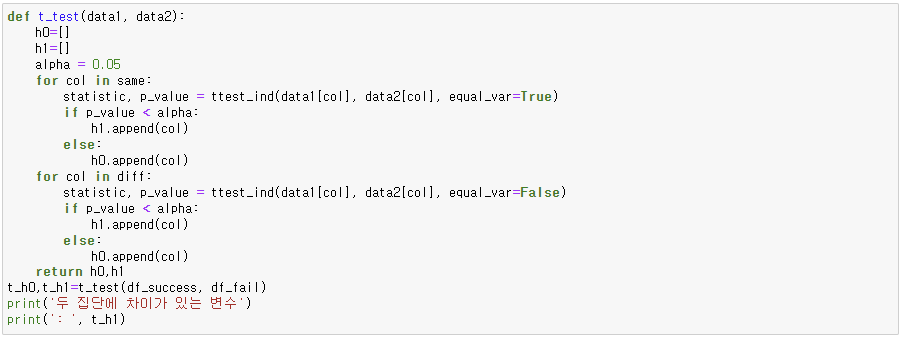 def t_test(data1, data2):
    h0=[]
    h1=[]
    alpha = 0.05
    for col in same:
        statistic, p_value = ttest_ind(data1[col], data2[col], equal_var=True)
        if p_value < alpha:
            h1.append(col)
        else:
            h0.append(col)
    for col in diff:
        statistic, p_value = ttest_ind(data1[col], data2[col], equal_var=False)
        if p_value < alpha:
            h1.append(col)
        else:
            h0.append(col)
    return h0,h1
t_h0,t_h1=t_test(df_success, df_fail)
print('두 집단에 차이가 있는 변수')
print(': ', t_h1)